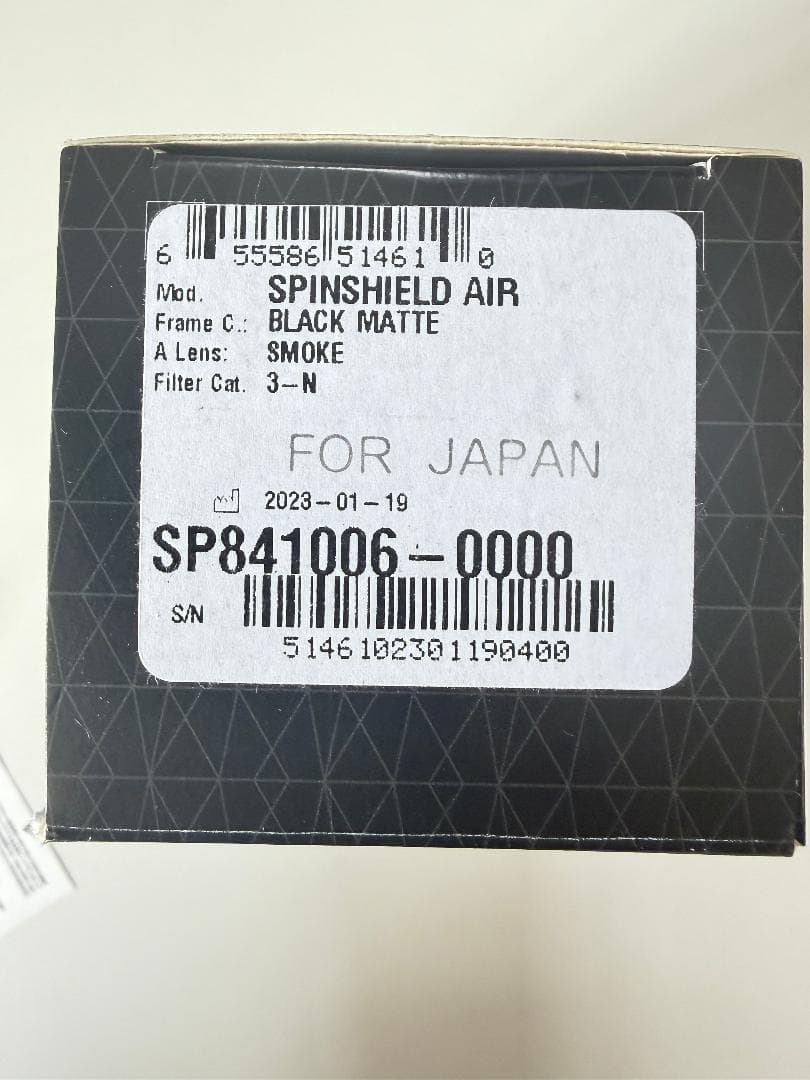 6 55586 51461 0
Mod. SPINSHIELD AIR
Frame C.: BLACK MATTE
A Lens: SMOKE
Filter Cat. 3-N
FOR JAPAN
2023-01-19
SP841006-0000
S/N
5146102301190400